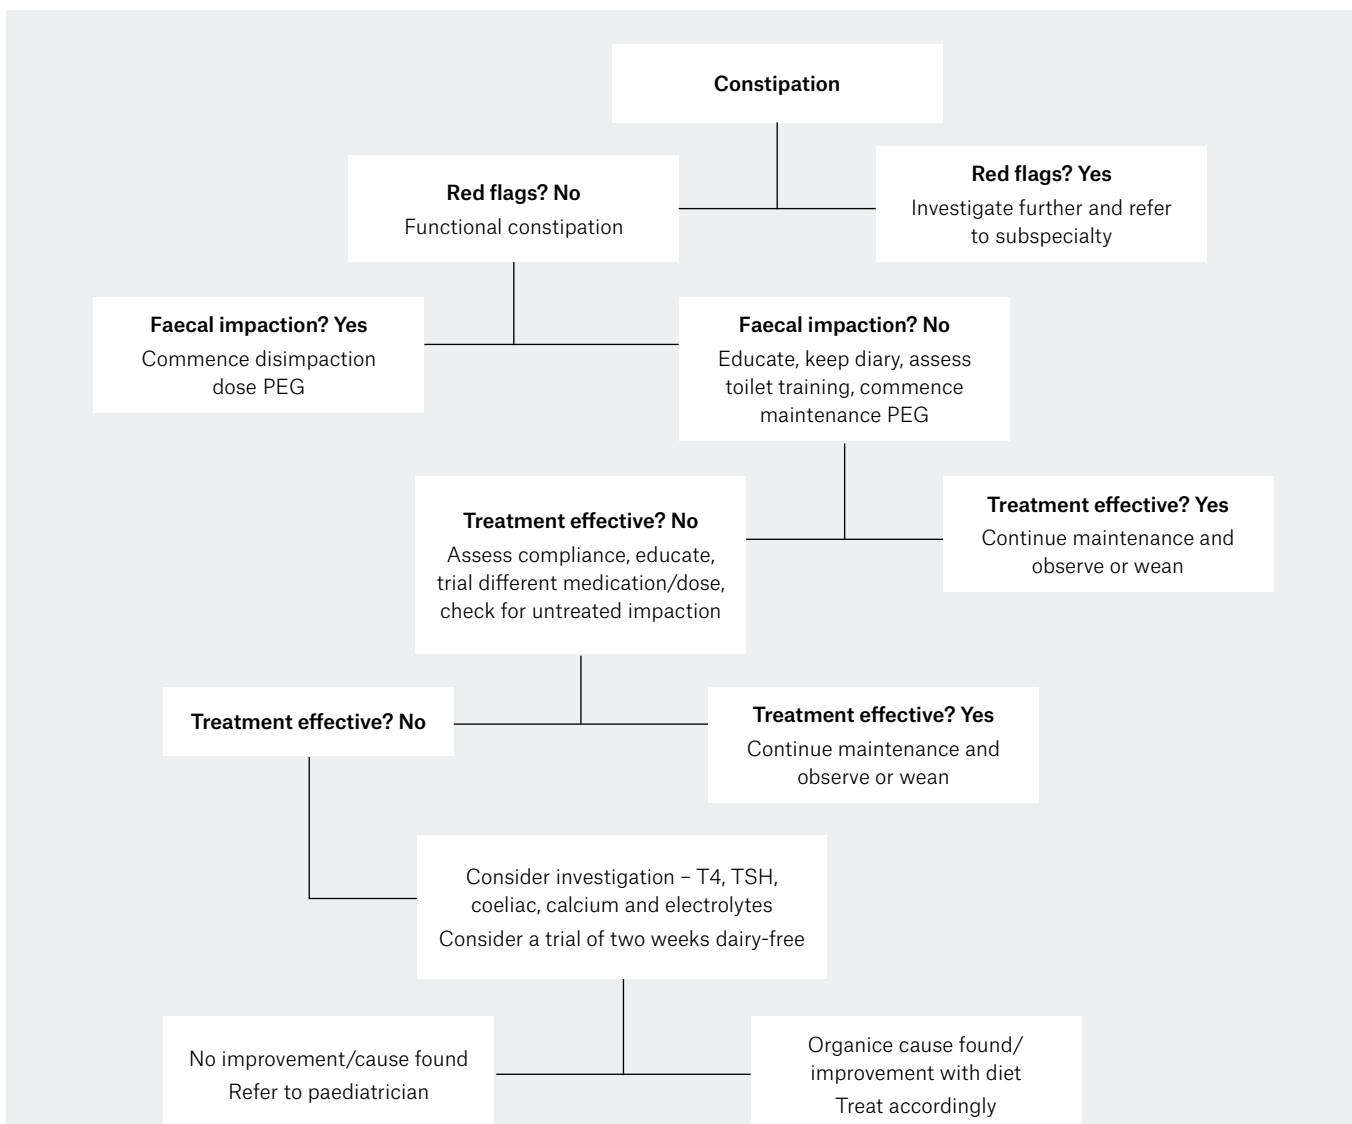 Constipation
Red flags? No
Functional constipation
Red flags? Yes
Investigate further and refer
to subspecialty
Faecal impaction? Yes
Commence disimpaction
dose PEG
Faecal impaction? No
Educate, keep diary, assess
toilet training, commence
maintenance PEG
Treatment effective? No
Assess compliance, educate,
trial different medication/dose,
check for untreated impaction
Treatment effective? Yes
Continue maintenance and
observe or wean
Treatment effective? No
Treatment effective? Yes
Continue maintenance and
observe or wean
Consider investigation – T4, TSH,
coeliac, calcium and electrolytes
Consider a trial of two weeks dairy-free
No improvement/cause found
Refer to paediatrician
Organice cause found/
improvement with diet
Treat accordingly